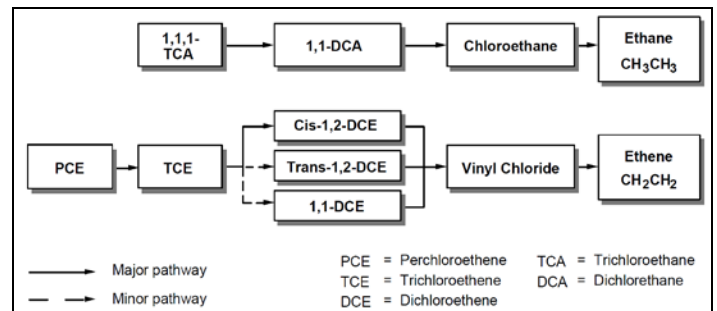 1,1,1-
TCA
1,1-DCA
Chloroethane
Ethane
CH3CH3
PCE
TCE
Cis-1,2-DCE
Trans-1,2-DCE
1,1-DCE
Vinyl Chloride
Ethene
CH2CH2
Major pathway
Minor pathway
PCE = Perchloroethene
TCE = Trichloroethene
DCE = Dichloroethene
TCA = Trichloroethane
DCA = Dichlorethane